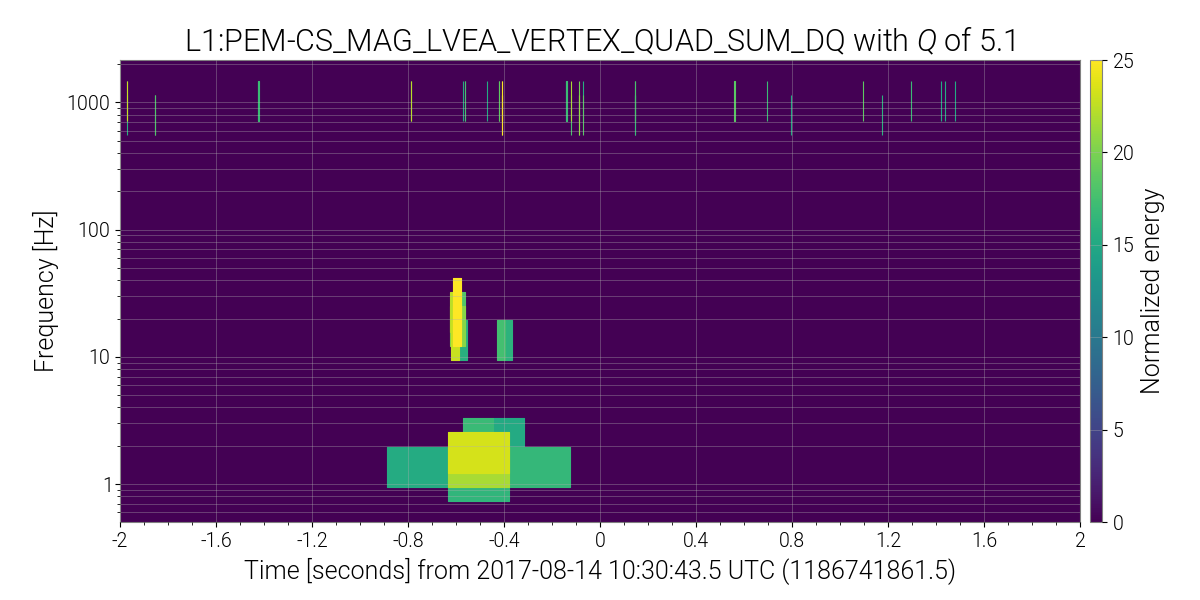 L1:PEM-CS_MAG_LVEA_VERTEX_QUAD_SUM_DQ with Q of 5.1
Frequency [Hz]
1000
100
10
1
-2 -1.6 -1.2 -0.8 -0.4 0 0.4 0.8 1.2 1.6 2
Time [seconds] from 2017-08-14 10:30:43.5 UTC (1186741861.5)
25
20
15
10
5
0
Normalized energy